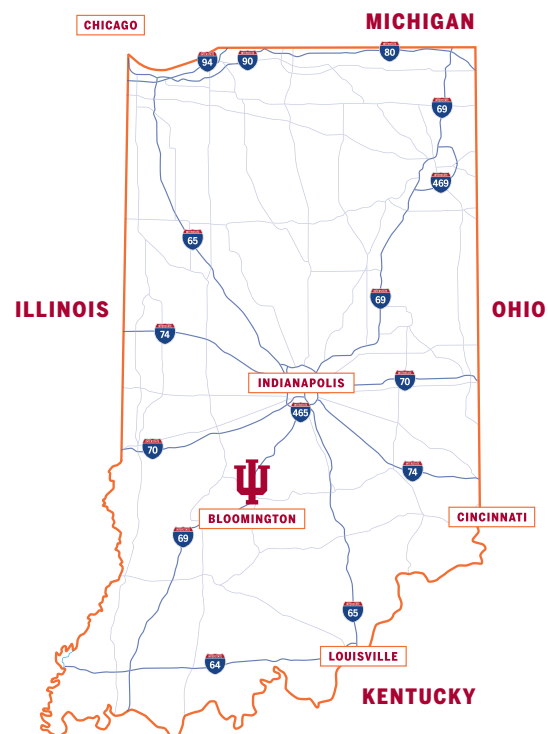 CHICAGO
MICHIGAN
80
94
90
69
469
65
69
ILLINOIS
OHIO
74
INDIANAPOLIS
70
465
70
74
BLOOMINGTON
CINCINNATI
69
65
LOUISVILLE
64
KENTUCKY